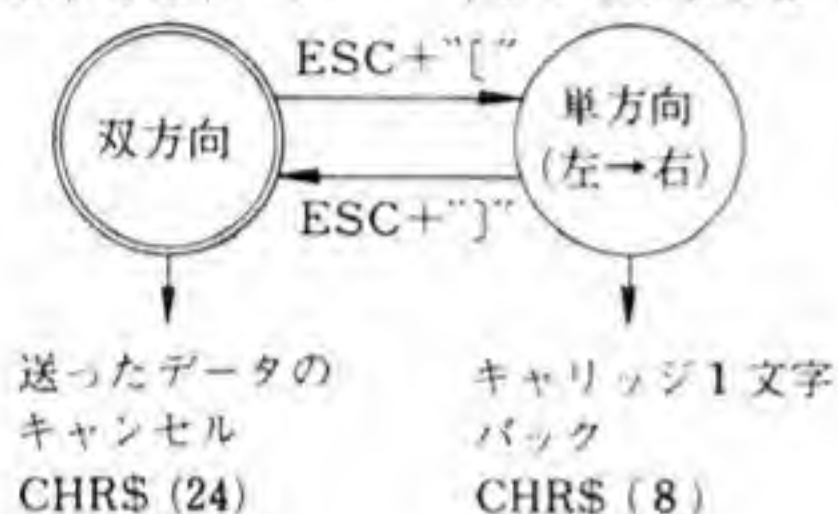 ESC+"["
双方向
単方向
(左→右)
ESC+"]"
送ったデータの
キャンセル
CHR$ (24)
キャリッジ1文字
バック
CHR$ (8)